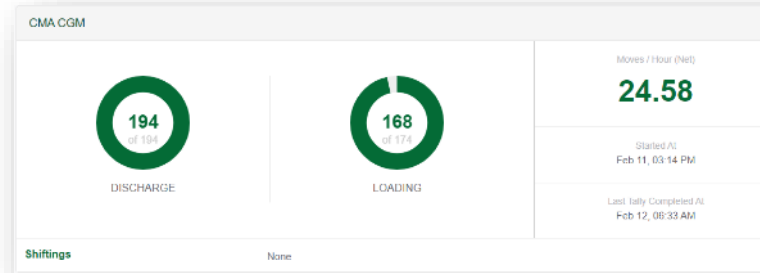 CMA CGM
194
of 194
DISCHARGE
168
of 174
LOADING
Moves / Hour (Net)
24.58
Started At
Feb 11, 03:14 PM
Last Tally Completed At
Feb 12, 06:33 AM
Shiftings None